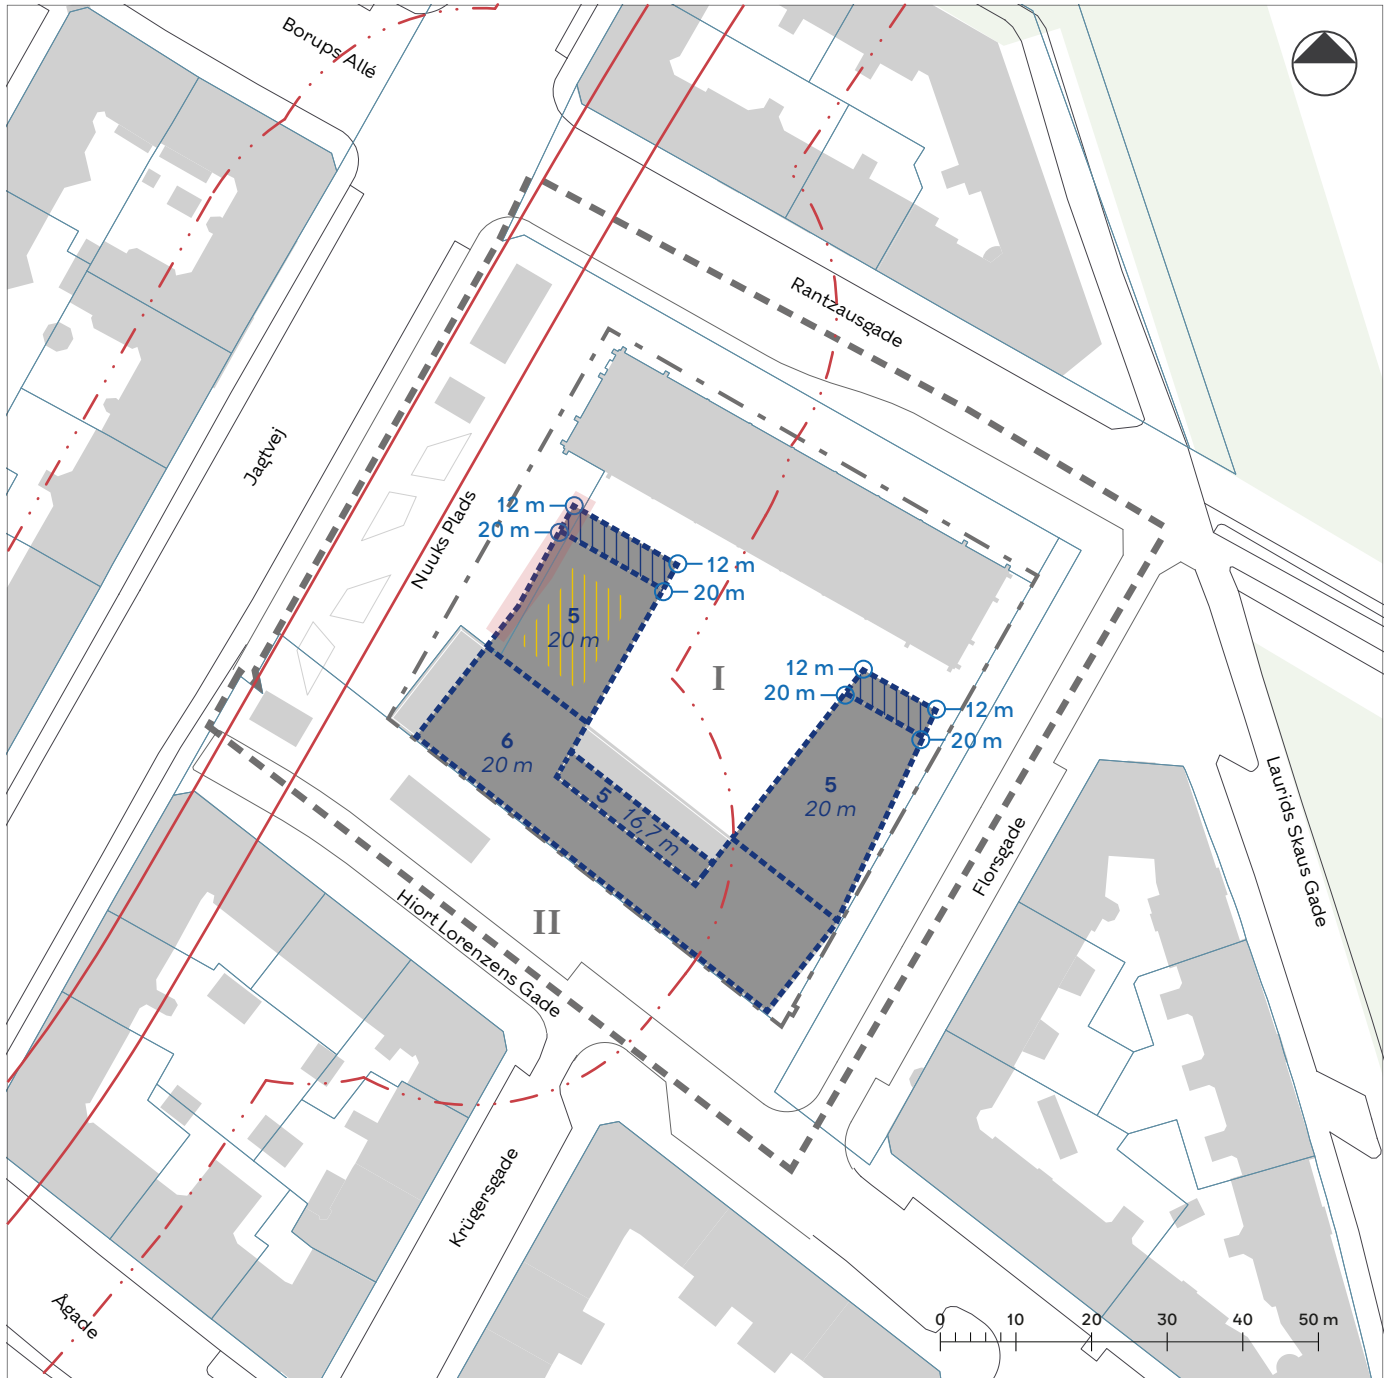 Borups Allé
Rantzausgade
Jagtvej
Nuuks Plads
12 m
20 m
12 m
20 m
5
20 m
I
12 m
20 m
12 m
20 m
6
20 m
5
16,7 m
5
20 m
Laurids Skaus Gade
Florsgade
Hiort Lorenzens Gade
II
Krügersgade
Ågade
0 10 20 30 40 50 m